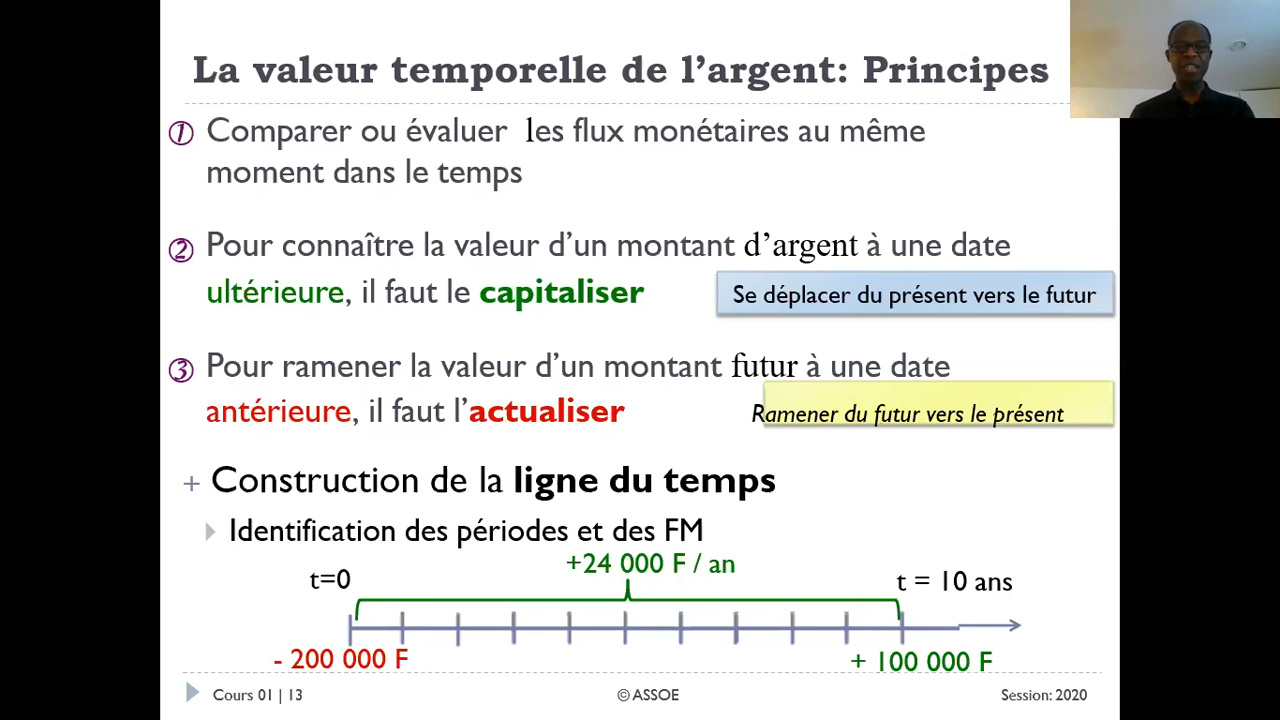 La valeur temporelle de l’argent: Principes
① Comparer ou évaluer les flux monétaires au même
moment dans le temps
② Pour connaître la valeur d’un montant d’argent à une date
ultérieure, il faut le capitaliser
Se déplacer du présent vers le futur
③ Pour ramener la valeur d’un montant futur à une date
antérieure, il faut l’actualiser
Ramener du futur vers le présent
+ Construction de la ligne du temps
Identification des périodes et des FM
+24 000 F / an
t=0
t = 10 ans
- 200 000 F
+ 100 000 F
Cours 01 | 13
© ASSOE
Session: 2020